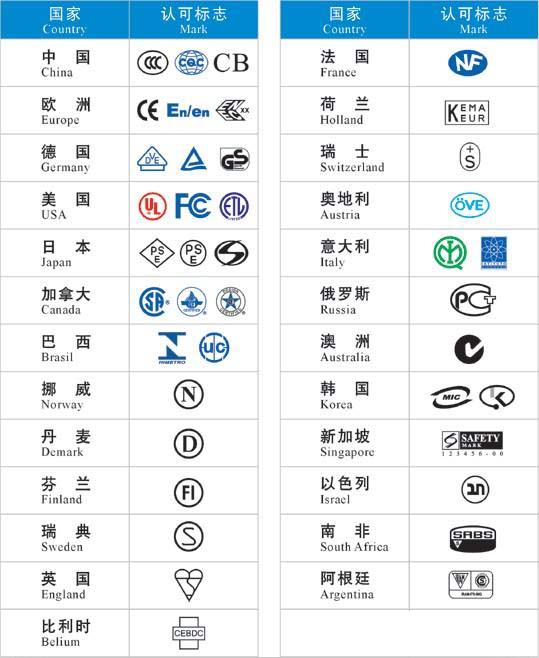 国家 认可标志
Country Mark
中国 CCC CQC CB
China
欧洲 CE En/en XX
Europe
德国 VDE GS
Germany
美国 UL FC ETL
USA
日本 PSE PSE S
Japan
加拿大 SA®
Canada
巴西 INMETRO UC
Brasil
挪威 N
Norway
丹麦 D
Demark
芬兰 FI
Finland
瑞典 S
Sweden
英国
England
比利时 CEBDC
Belium
国家 认可标志
Country Mark
法国 NF
France
荷兰 KEMA
Holland KEUR
瑞士 +
Switzerland S
奥地利 ÖVE
Austria
意大利
Italy
俄罗斯 PCT
Russia
澳洲
Australia
韩国 MIC K
Korea
新加坡 S SAFETY
MARK
Singapore 123456-00
以色列
Israel
南非 SABS
South Africa V
阿根廷 S
Argentina